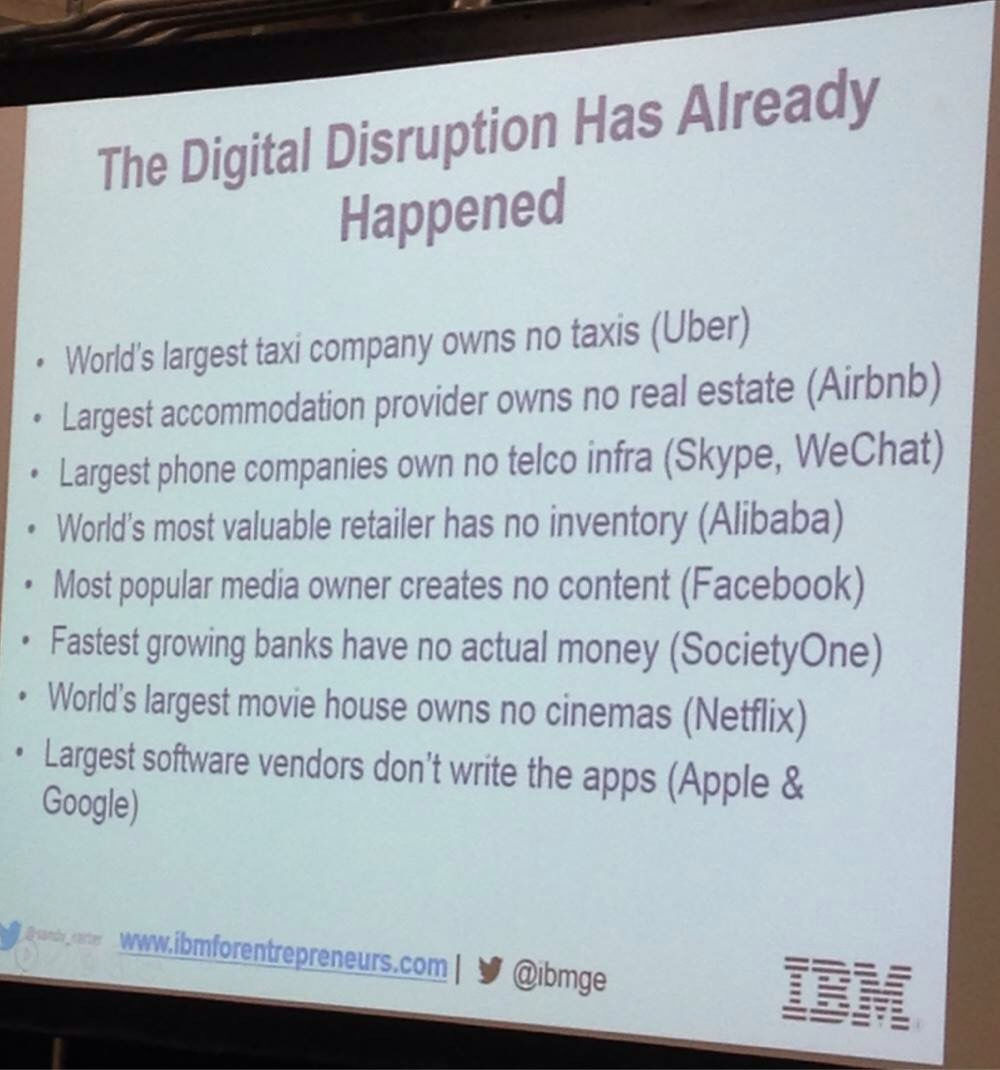 The Digital Disruption Has Already
Happened
• World's largest taxi company owns no taxis (Uber)
• Largest accommodation provider owns no real estate (Airbnb)
• Largest phone companies own no telco infra (Skype, WeChat)
• World's most valuable retailer has no inventory (Alibaba)
• Most popular media owner creates no content (Facebook)
• Fastest growing banks have no actual money (SocietyOne)
• World's largest movie house owns no cinemas (Netflix)
• Largest software vendors don't write the apps (Apple &
Google)
@sandy_carter www.ibmforentrepreneurs.com | @ibmge
IBM